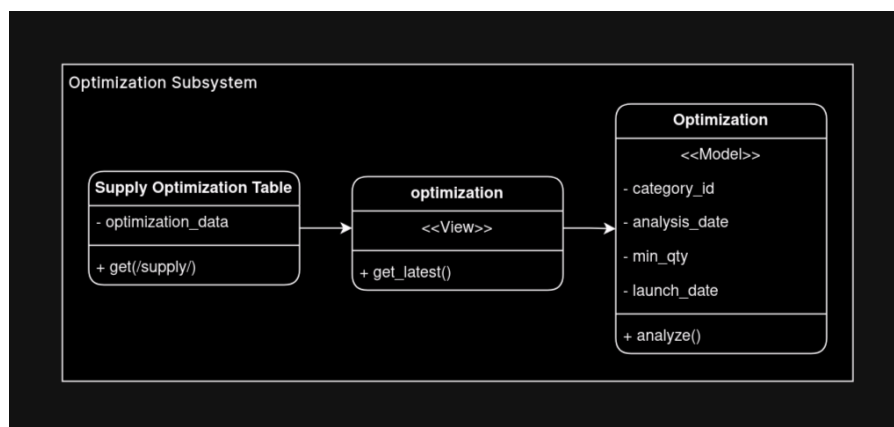 Optimization Subsystem
Supply Optimization Table
- optimization_data
+ get(/supply/)
optimization
<<View>>
+ get_latest()
Optimization
<<Model>>
- category_id
- analysis_date
- min_qty
- launch_date
+ analyze()